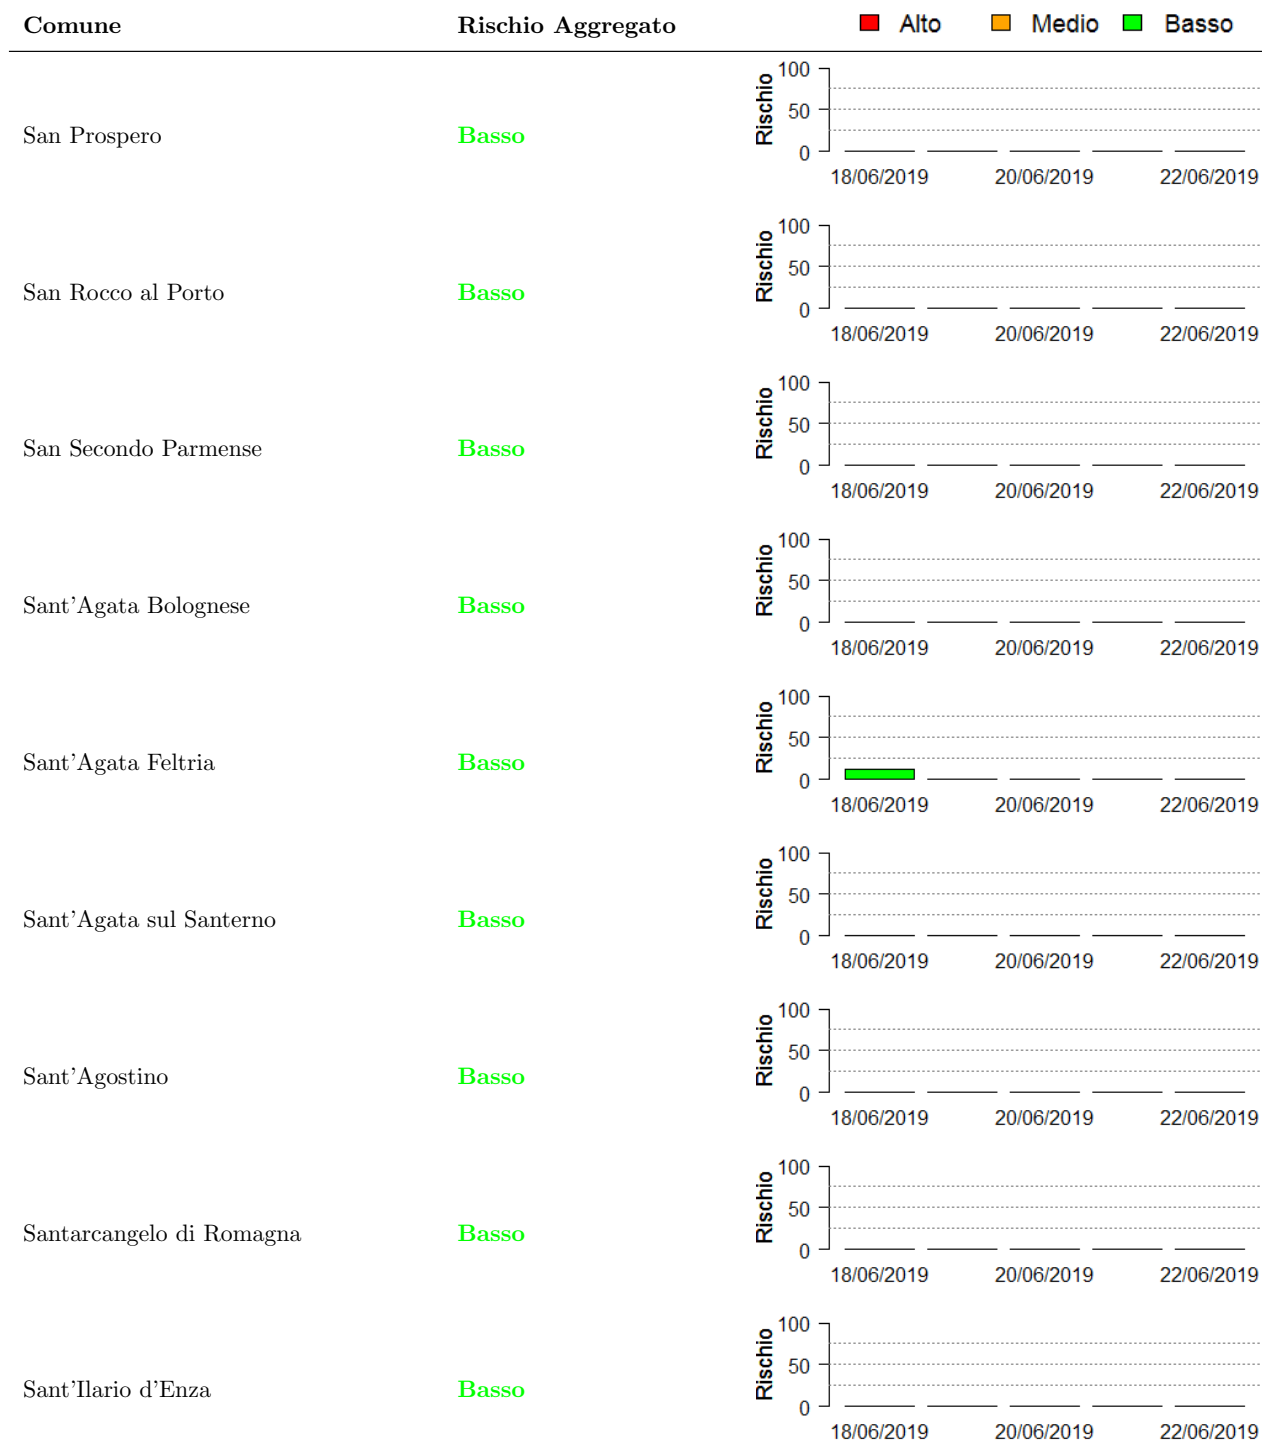 Comune Rischio Aggregato Alto Medio Basso
100
50
0
Rischio
San Prospero Basso
18/06/2019 20/06/2019 22/06/2019
100
50
0
Rischio
San Rocco al Porto Basso
18/06/2019 20/06/2019 22/06/2019
100
50
0
Rischio
San Secondo Parmense Basso
18/06/2019 20/06/2019 22/06/2019
100
50
0
Rischio
Sant'Agata Bolognese Basso
18/06/2019 20/06/2019 22/06/2019
100
50
0
Rischio
Sant'Agata Feltria Basso
18/06/2019 20/06/2019 22/06/2019
100
50
0
Rischio
Sant'Agata sul Santerno Basso
18/06/2019 20/06/2019 22/06/2019
100
50
0
Rischio
Sant'Agostino Basso
18/06/2019 20/06/2019 22/06/2019
100
50
0
Rischio
Santarcangelo di Romagna Basso
18/06/2019 20/06/2019 22/06/2019
100
50
0
Rischio
Sant'Ilario d'Enza Basso
18/06/2019 20/06/2019 22/06/2019